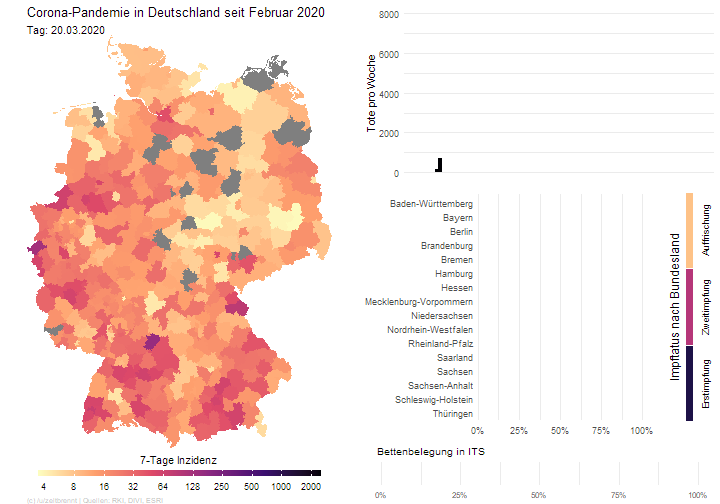 Corona-Pandemie in Deutschland seit Februar 2020
Tag: 20.03.2020
7-Tage Inzidenz
4 8 16 32 64 128 250 500 1000 2000
Quellen: RKI, DIVI, ESRI
Tote pro Woche
8000
6000
4000
2000
0
Baden-Württemberg
Bayern
Berlin
Brandenburg
Bremen
Hamburg
Hessen
Mecklenburg-Vorpommern
Niedersachsen
Nordrhein-Westfalen
Rheinland-Pfalz
Saarland
Sachsen
Sachsen-Anhalt
Schleswig-Holstein
Thüringen
0% 25% 50% 75% 100%
Impfstatus nach Bundesland
Auffrischung
Zweitimpfung
Erstimpfung
Bettenbelegung in ITS
0% 25% 50% 75% 100%